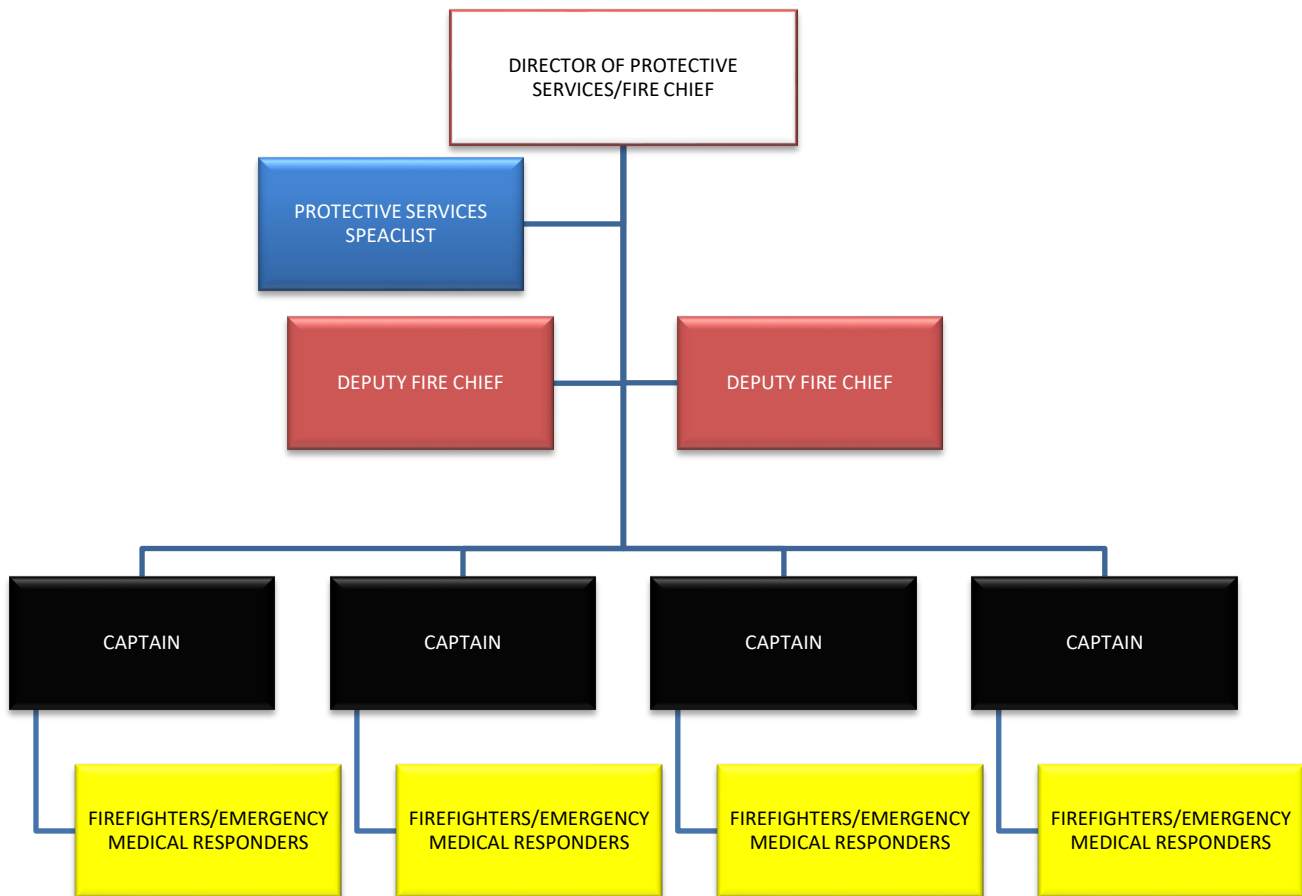 DIRECTOR OF PROTECTIVE
SERVICES/FIRE CHIEF
PROTECTIVE SERVICES
SPEACLIST
DEPUTY FIRE CHIEF
DEPUTY FIRE CHIEF
CAPTAIN
CAPTAIN
CAPTAIN
CAPTAIN
FIREFIGHTERS/EMERGENCY
MEDICAL RESPONDERS
FIREFIGHTERS/EMERGENCY
MEDICAL RESPONDERS
FIREFIGHTERS/EMERGENCY
MEDICAL RESPONDERS
FIREFIGHTERS/EMERGENCY
MEDICAL RESPONDERS